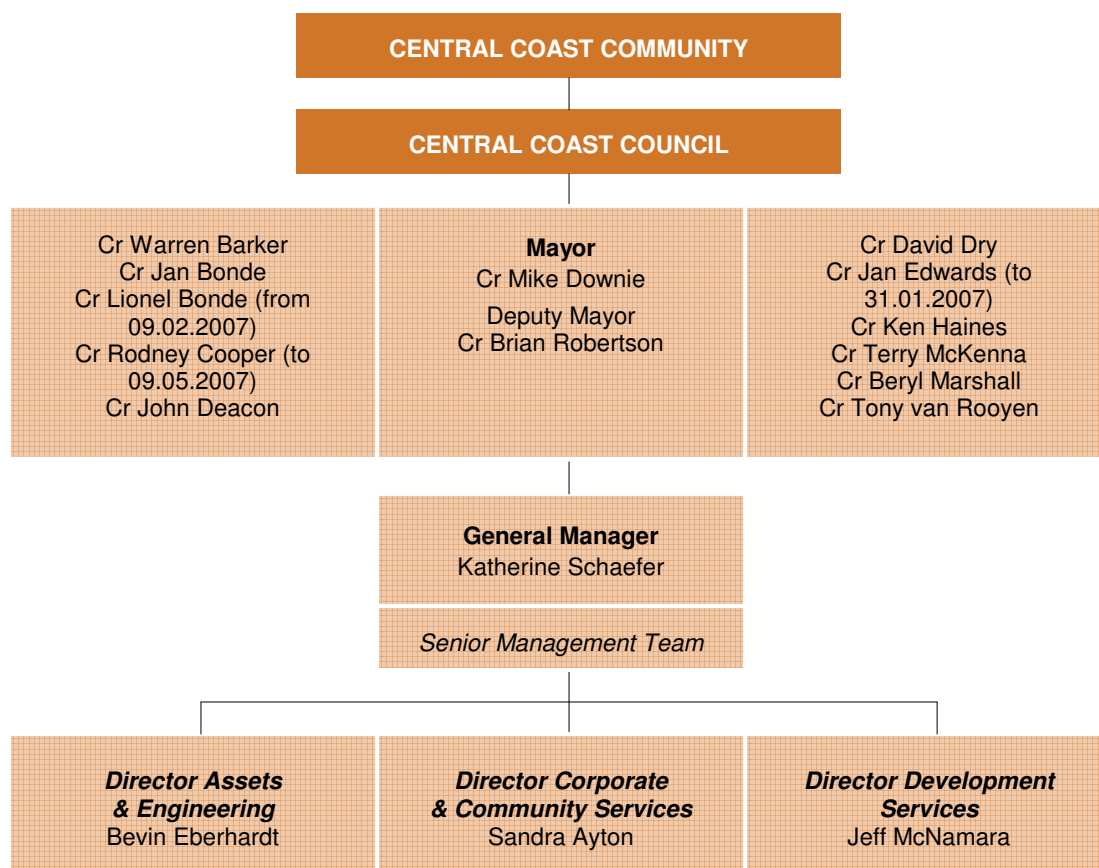 CENTRAL COAST COMMUNITY
CENTRAL COAST COUNCIL
Cr Warren Barker
Cr Jan Bonde
Cr Lionel Bonde (from
09.02.2007)
Cr Rodney Cooper (to
09.05.2007)
Cr John Deacon
Mayor
Cr Mike Downie
Deputy Mayor
Cr Brian Robertson
Cr David Dry
Cr Jan Edwards (to
31.01.2007)
Cr Ken Haines
Cr Terry McKenna
Cr Beryl Marshall
Cr Tony van Rooyen
General Manager
Katherine Schaefer
Senior Management Team
Director Assets
& Engineering
Bevin Eberhardt
Director Corporate
& Community Services
Sandra Ayton
Director Development
Services
Jeff McNamara